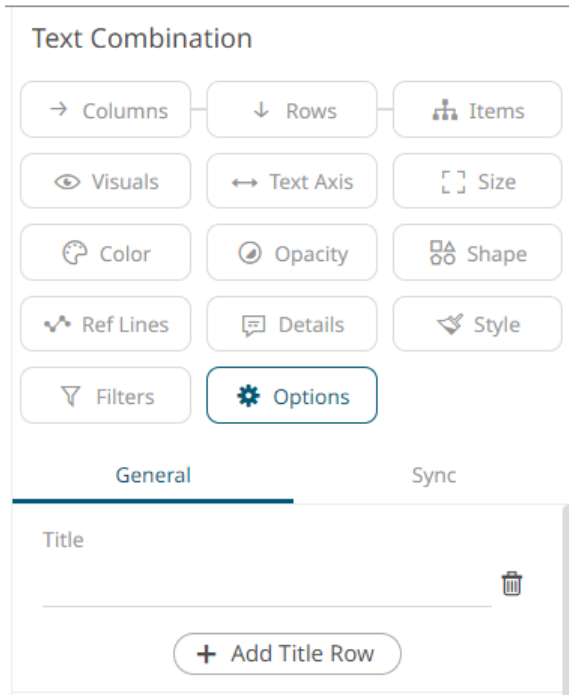 Text Combination
Columns Rows Items
Visuals Text Axis Size
Color Opacity Shape
Ref Lines Details Style
Filters Options
General Sync
Title
Add Title Row